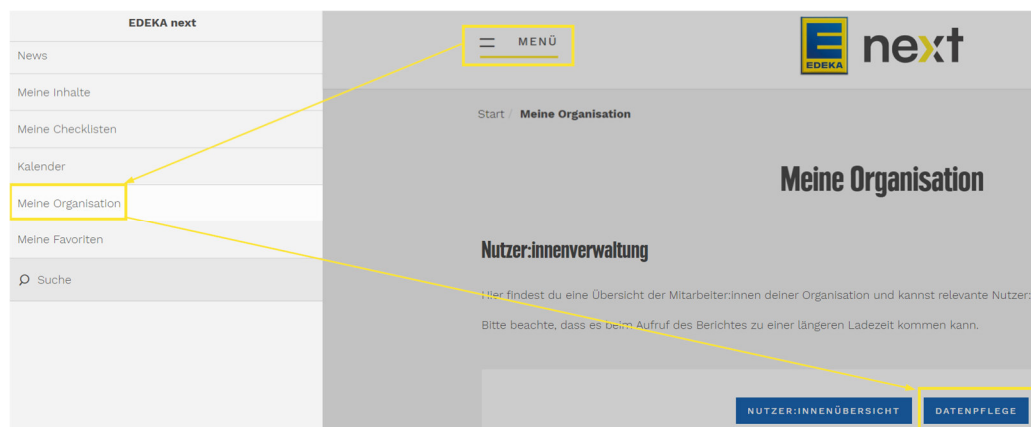 EDEKA next
News
Meine Inhalte
Meine Checklisten
Kalender
Meine Organisation
Meine Favoriten
Suche
MENÜ
EDEKA next
Start / Meine Organisation
Meine Organisation
Nutzer:innenverwaltung
Hier findest du eine Übersicht der Mitarbeiter:innen deiner Organisation und kannst relevante Nutzer:
Bitte beachte, dass es beim Aufruf des Berichtes zu einer längeren Ladezeit kommen kann.
NUTZER:INNENÜBERSICHT DATENPFLEGE